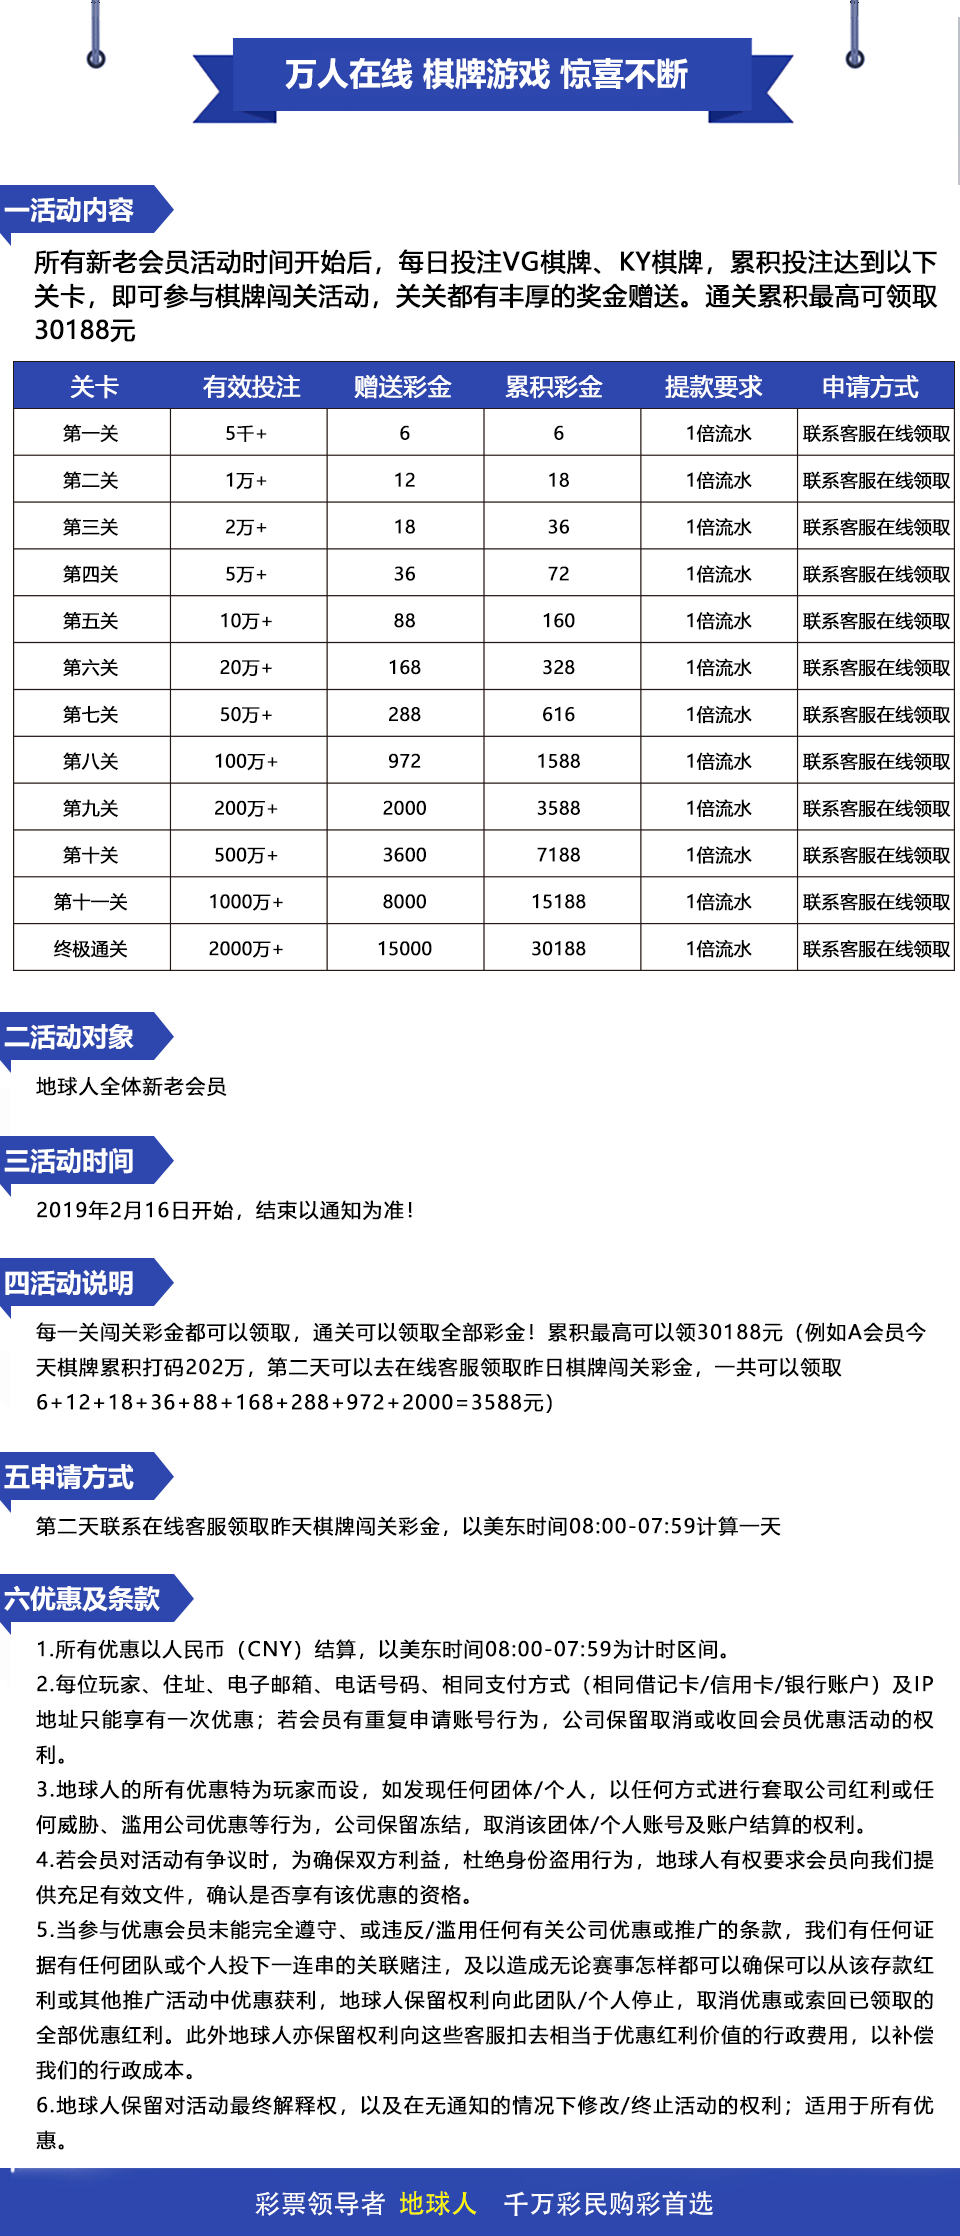 万人在线 棋牌游戏 惊喜不断
一活动内容
所有新老会员活动时间开始后，每日投注VG棋牌、KY棋牌，累积投注达到以下
关卡，即可参与棋牌闯关活动，关关都有丰厚的奖金赠送。通关累积最高可领取
30188元
关卡 有效投注 赠送彩金 累积彩金 提款要求 申请方式
第一关 5千+ 6 6 1倍流水 联系客服在线领取
第二关 1万+ 12 18 1倍流水 联系客服在线领取
第三关 2万+ 18 36 1倍流水 联系客服在线领取
第四关 5万+ 36 72 1倍流水 联系客服在线领取
第五关 10万+ 88 160 1倍流水 联系客服在线领取
第六关 20万+ 168 328 1倍流水 联系客服在线领取
第七关 50万+ 288 616 1倍流水 联系客服在线领取
第八关 100万+ 972 1588 1倍流水 联系客服在线领取
第九关 200万+ 2000 3588 1倍流水 联系客服在线领取
第十关 500万+ 3600 7188 1倍流水 联系客服在线领取
第十一关 1000万+ 8000 15188 1倍流水 联系客服在线领取
终极通关 2000万+ 15000 30188 1倍流水 联系客服在线领取
二活动对象
地球人全体新老会员
三活动时间
2019年2月16日开始，结束以通知为准！
四活动说明
每一关闯关彩金都可以领取，通关可以领取全部彩金！累积最高可以领30188元（例如A会员今
天棋牌累积打码202万，第二天可以去在线客服领取昨日棋牌闯关彩金，一共可以领取
6+12+18+36+88+168+288+972+2000=3588元）
五申请方式
第二天联系在线客服领取昨天棋牌闯关彩金，以美东时间08:00-07:59计算一天
六优惠及条款
1.所有优惠以人民币（CNY）结算，以美东时间08:00-07:59为计时区间。
2.每位玩家、住址、电子邮箱、电话号码、相同支付方式（相同借记卡/信用卡/银行账户）及IP
地址只能享有一次优惠；若会员有重复申请账号行为，公司保留取消或收回会员优惠活动的权
利。
3.地球人的所有优惠特为玩家而设，如发现任何团体/个人，以任何方式进行套取公司红利或任
何威胁、滥用公司优惠等行为，公司保留冻结，取消该团体/个人账号及账户结算的权利。
4.若会员对活动有争议时，为确保双方利益，杜绝身份盗用行为，地球人有权要求会员向我们提
供充足有效文件，确认是否享有该优惠的资格。
5.当参与优惠会员未能完全遵守、或违反/滥用任何有关公司优惠或推广的条款，我们有任何证
据有任何团队或个人投下一连串的关联赌注，及以造成无论赛事怎样都可以确保可以从该存款红
利或其他推广活动中优惠获利，地球人保留权利向此团队/个人停止，取消优惠或索回已领取的
全部优惠红利。此外地球人亦保留权利向这些客服扣去相当于优惠红利价值的行政费用，以补偿
我们的行政成本。
6.地球人保留对活动最终解释权，以及在无通知的情况下修改/终止活动的权利；适用于所有优
惠。
彩票领导者 地球人 千万彩民购彩首选